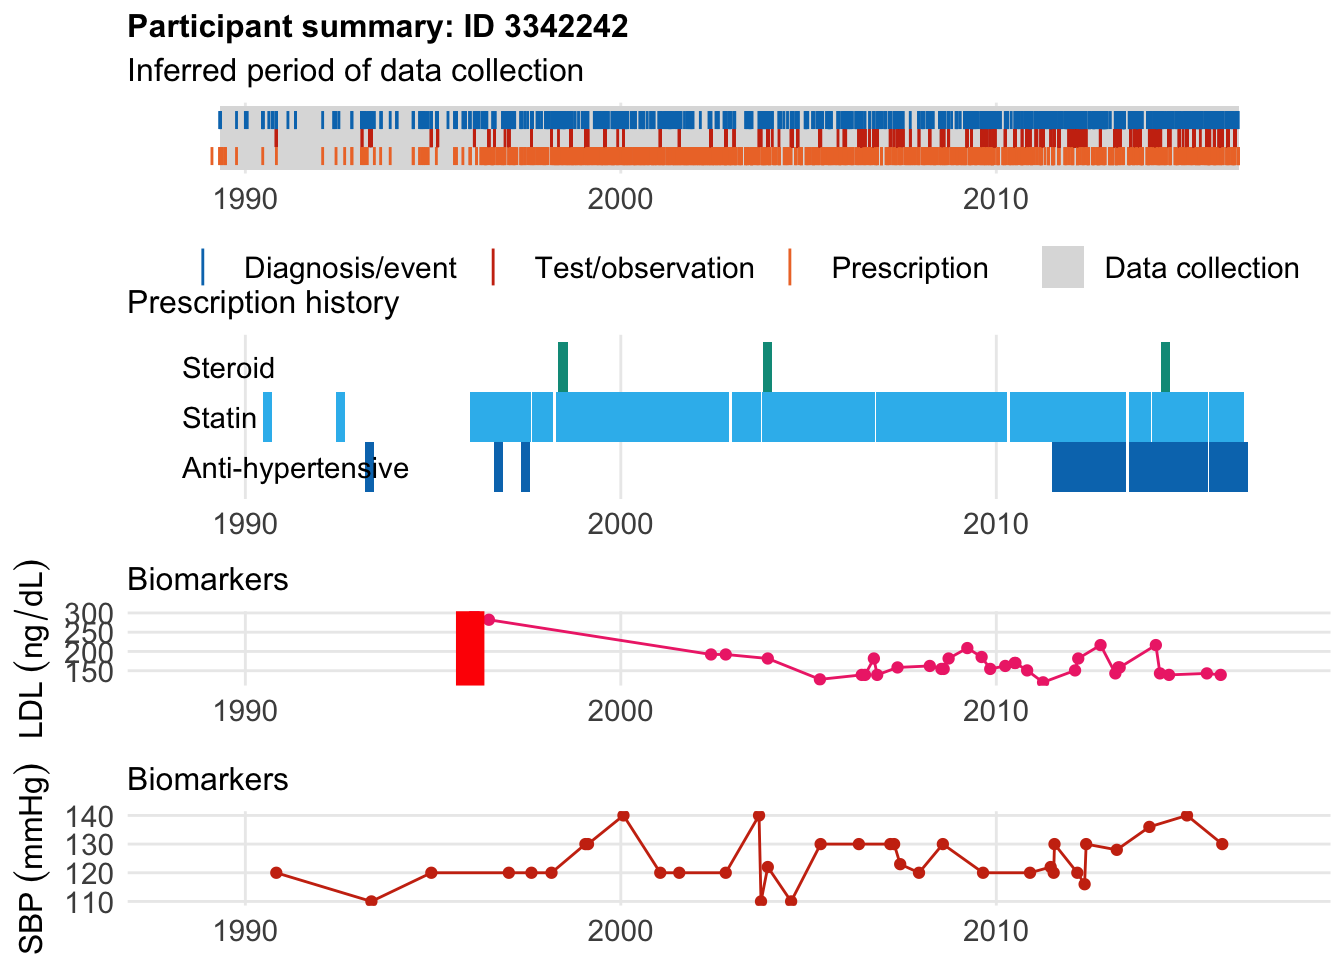 Participant summary: ID 3342242
Inferred period of data collection
1990 2000 2010
Diagnosis/event Test/observation Prescription Data collection
Prescription history
Steroid
Statin
Anti-hypertensive
1990 2000 2010
Biomarkers
LDL (ng/dL)
300
250
200
150
1990 2000 2010
Biomarkers
SBP (mmHg)
140
130
120
110
1990 2000 2010